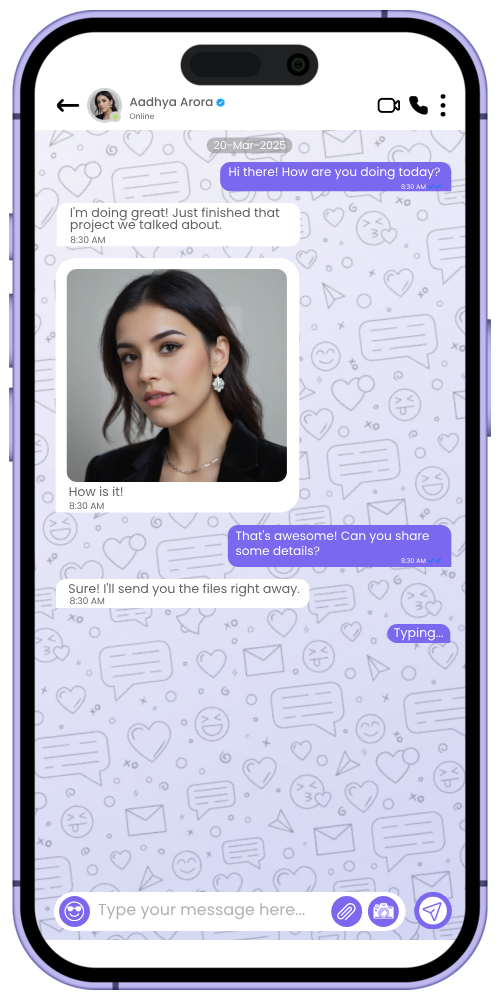 Aadhya Arora
Online
20-Mar-2025
Hi there! How are you doing today?
8:30 AM
I'm doing great! Just finished that
project we talked about.
8:30 AM
How is it!
8:30 AM
That's awesome! Can you share
some details?
8:30 AM
Sure! I'll send you the files right away.
8:30 AM
Typing...
Type your message here...